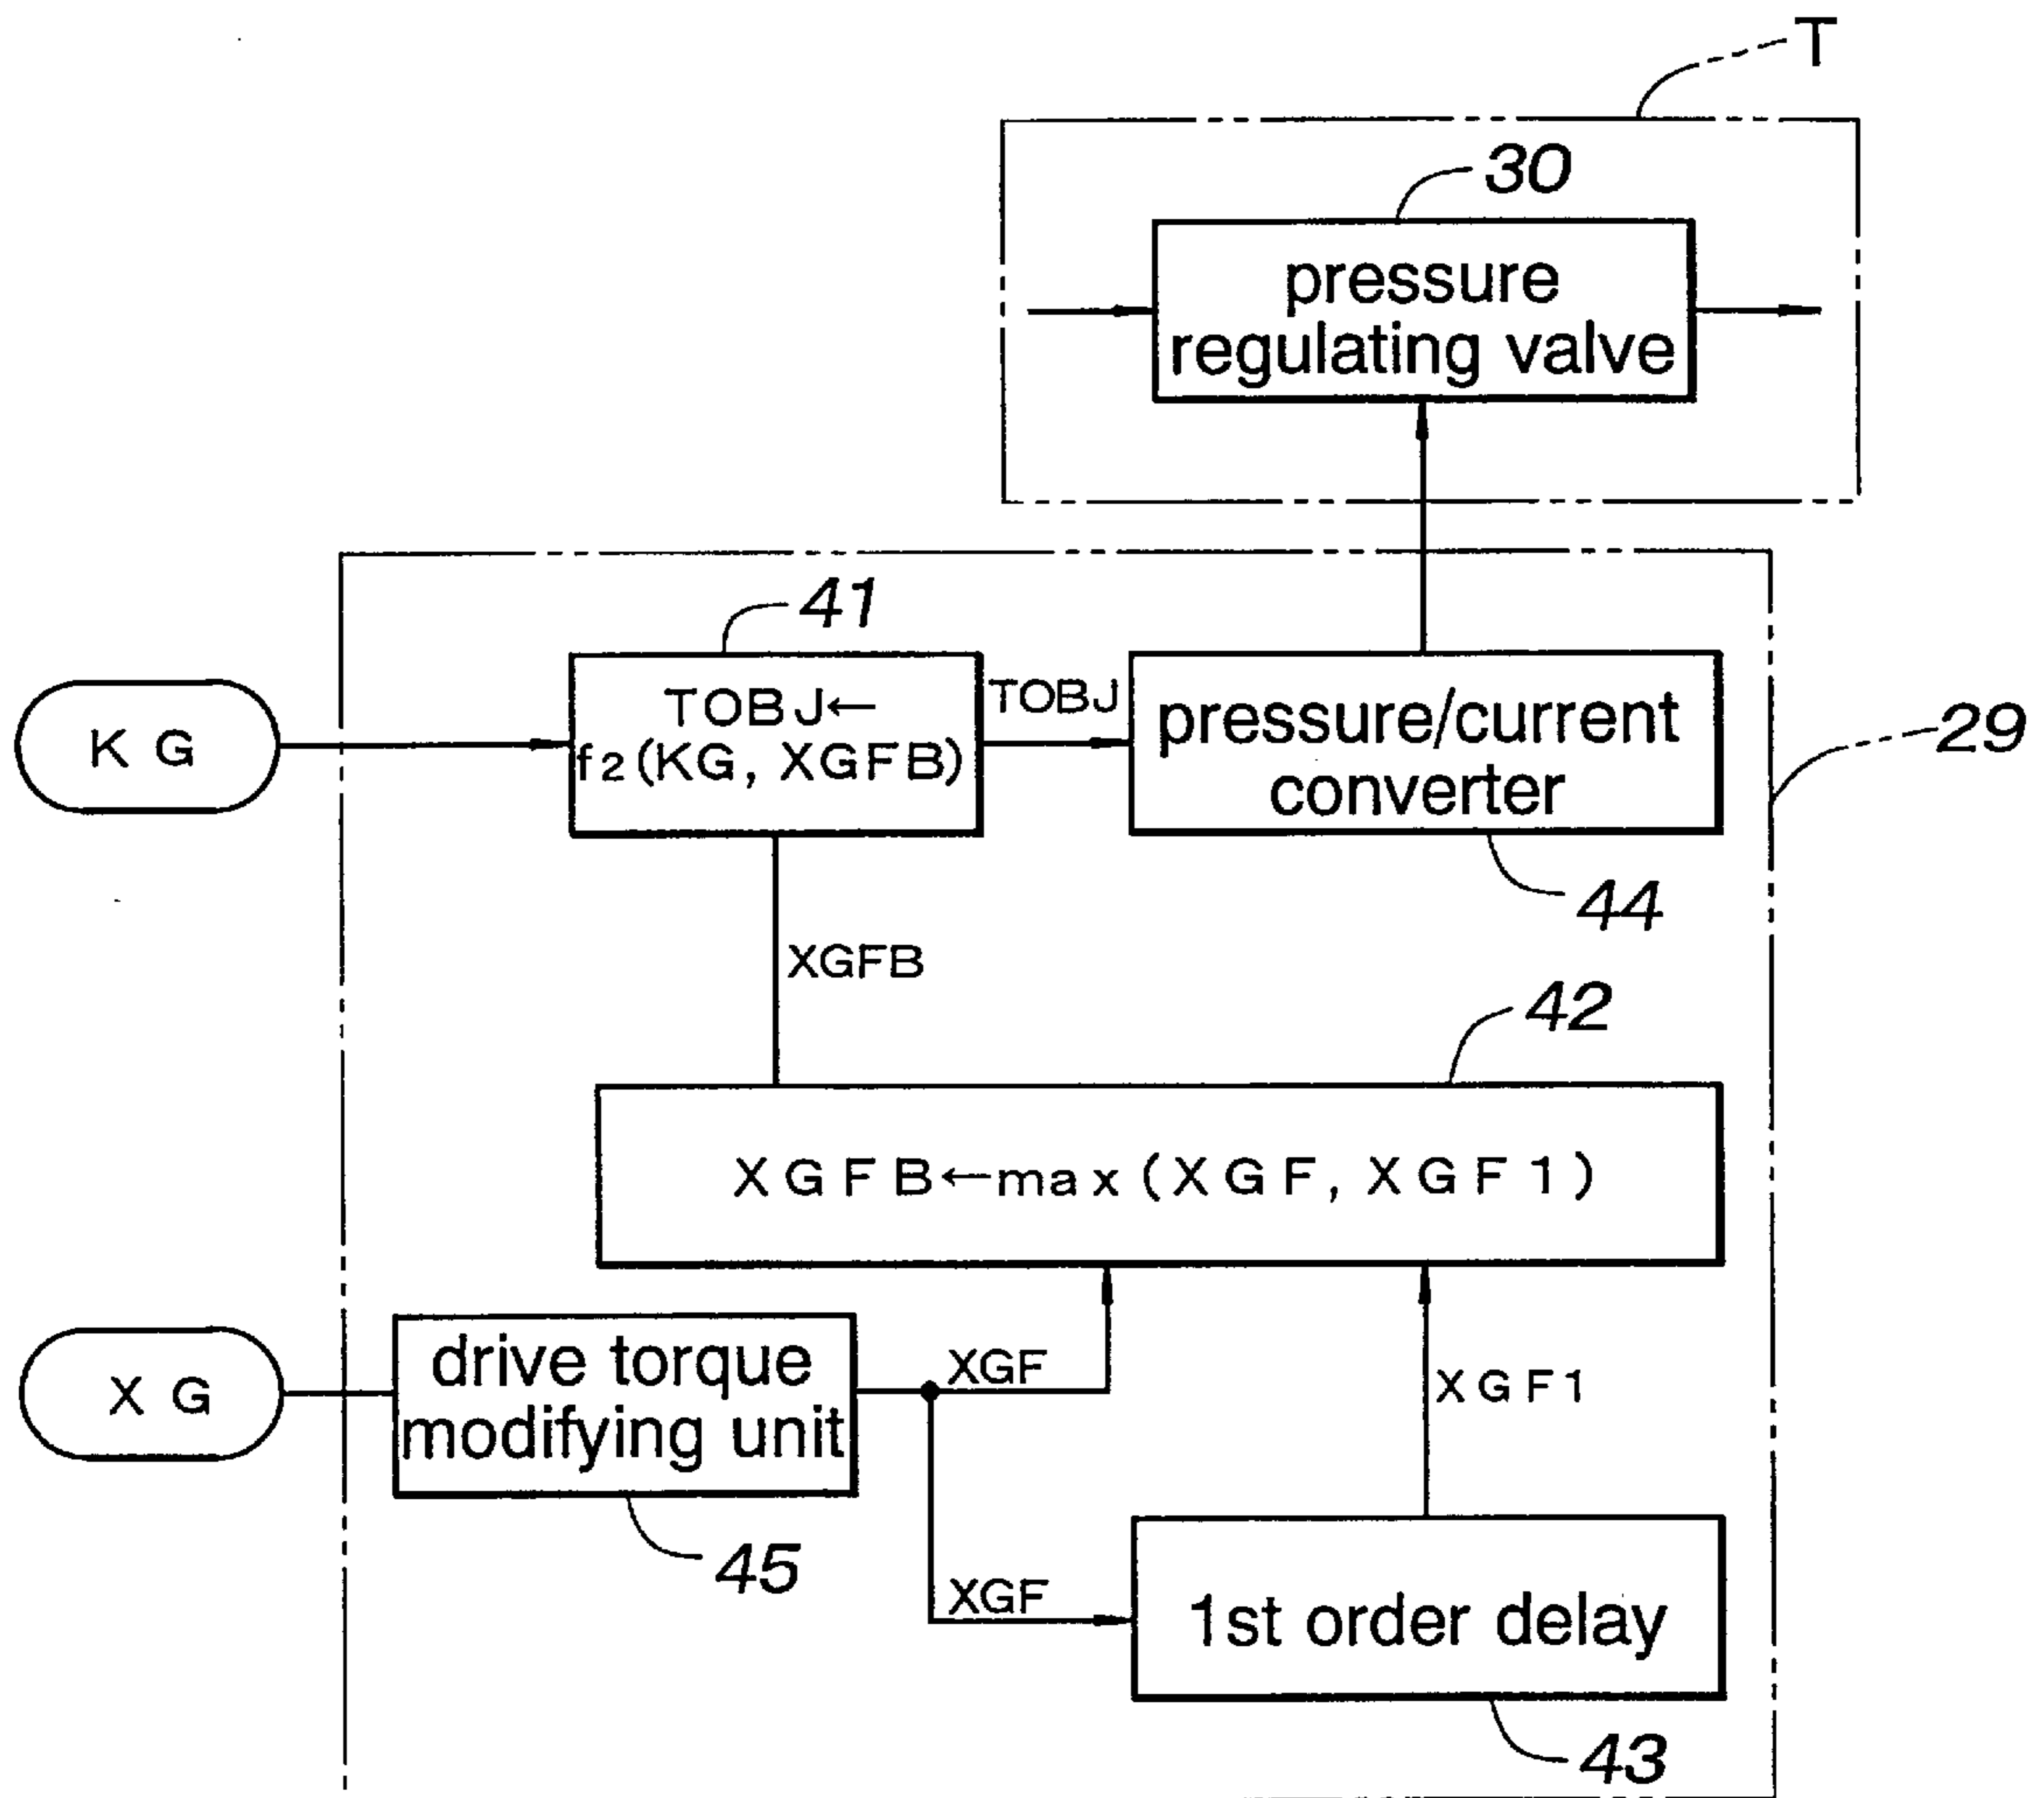 T
30
pressure
regulating valve
41
TOBJ←
f2(KG, XGFB)
TOBJ
pressure/current
converter
KG
29
44
XGFB
42
XGFB←max(XGF, XGF1)
drive torque
modifying unit
XGF
XGF1
XG
45
XGF
1st order delay
43